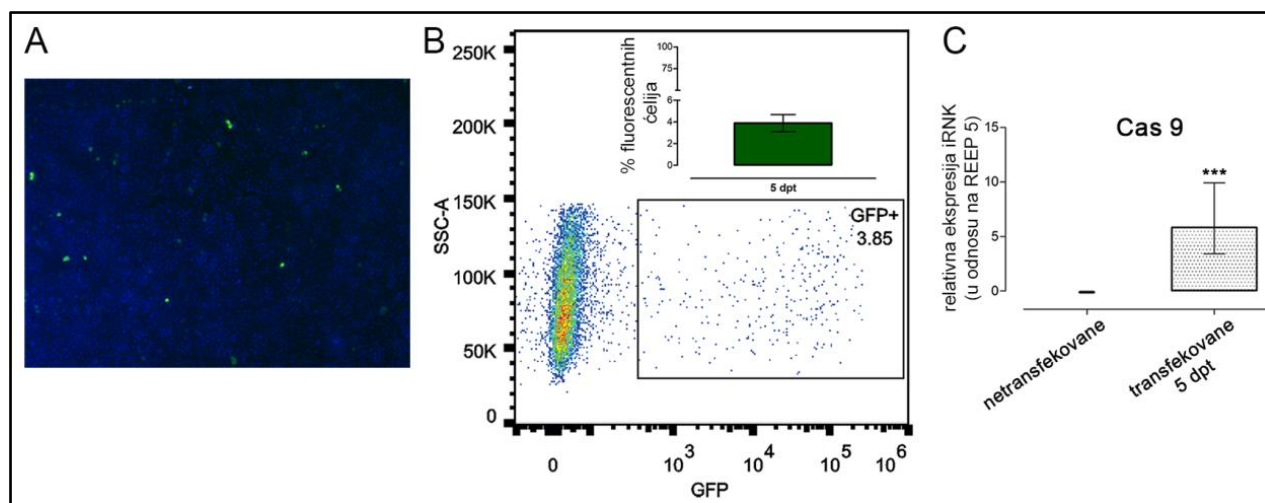 A
B
C
250K
200K
150K
100K
50K
0
SSC-A
0
10³
10⁴
10⁵
10⁶
GFP
% fluorescentnih
ćelija
100
75
6
4
2
0
5 dpt
GFP+
3.85
Cas 9
relativna ekspresija iRNK
(u odnosu na REEP 5)
15
10
5
0
***
netransfekovane
transfekovane
5 dpt